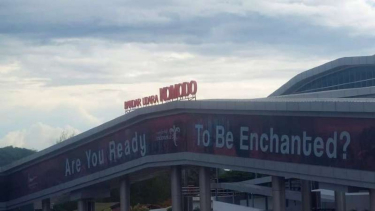 BANDAR UDARA KOMODO
Are You Ready To Be Enchanted?